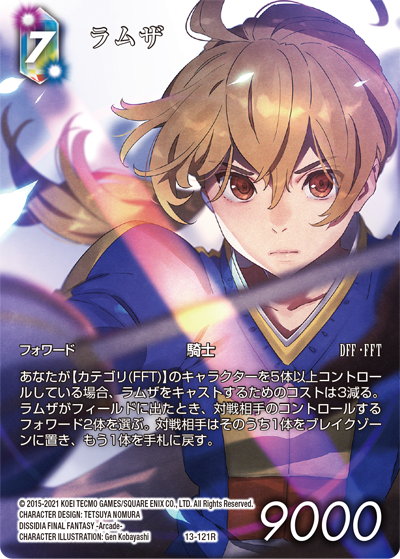 7
ラムザ
フォワード 騎士 DFF・FFT
あなたが【カテゴリ(FFT)】のキャラクターを5体以上コントロー
ルしている場合、ラムザをキャストするためのコストは3減る。
ラムザがフィールドに出たとき、対戦相手のコントロールする
フォワード2体を選ぶ。対戦相手はそのうち1体をブレイクゾー
ンに置き、もう1体を手札に戻す。
© 2015-2021 KOEI TECMO GAMES/SQUARE ENIX CO., LTD. All Rights Reserved.
CHARACTER DESIGN: TETSUYA NOMURA
DISSIDIA FINAL FANTASY -Arcade-
CHARACTER ILLUSTRATION: Gen Kobayashi
13-121R
9000